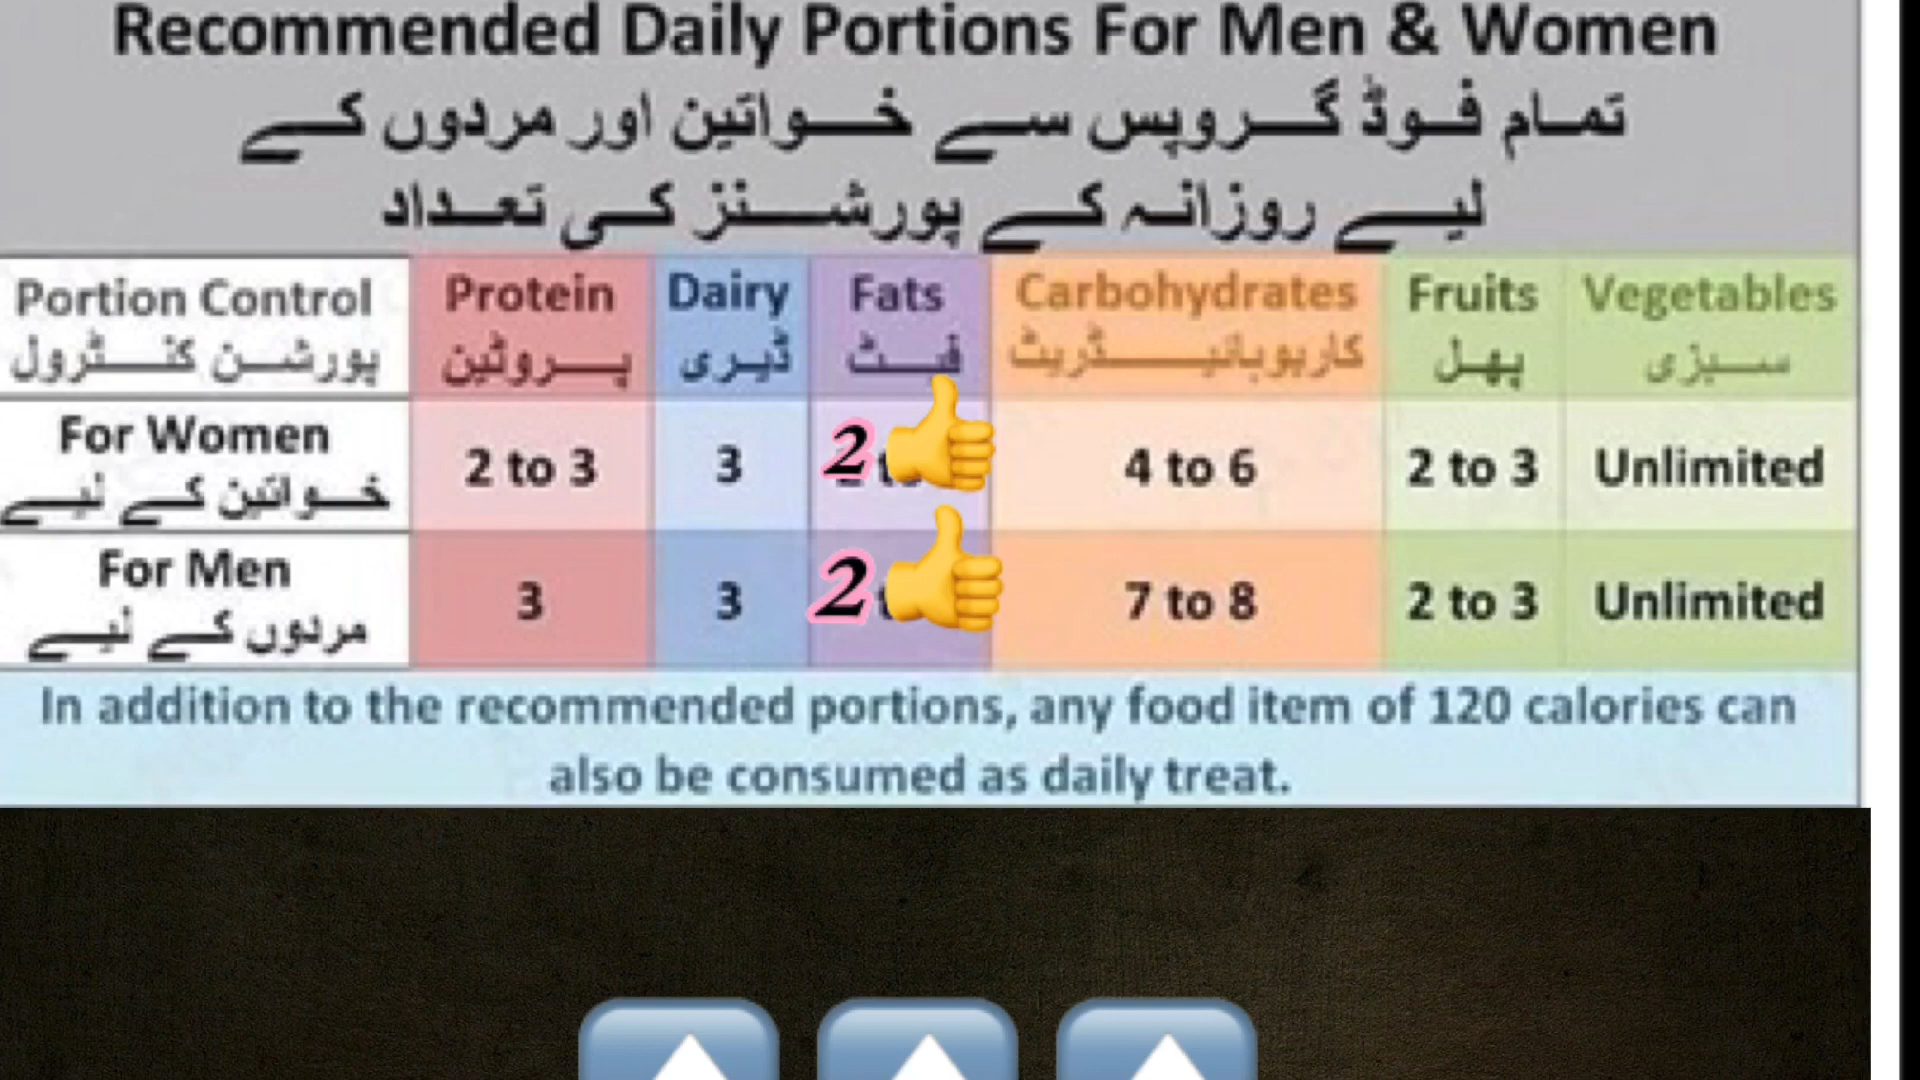 Recommended Daily Portions For Men & Women
تمام فوڈ گروپس سے خواتین اور مردوں کے
لیے روزانہ کے پورشنز کی تعداد
Portion Control Protein Dairy Fats Carbohydrates Fruits Vegetables
پورشن کنٹرول پروٹین ڈیری فیٹ کاربوہائیڈریٹ پھل سبزی
For Women 2 to 3 3 2 4 to 6 2 to 3 Unlimited
خواتین کے لیے
For Men 3 3 2 7 to 8 2 to 3 Unlimited
مردوں کے لیے
In addition to the recommended portions, any food item of 120 calories can
also be consumed as daily treat.